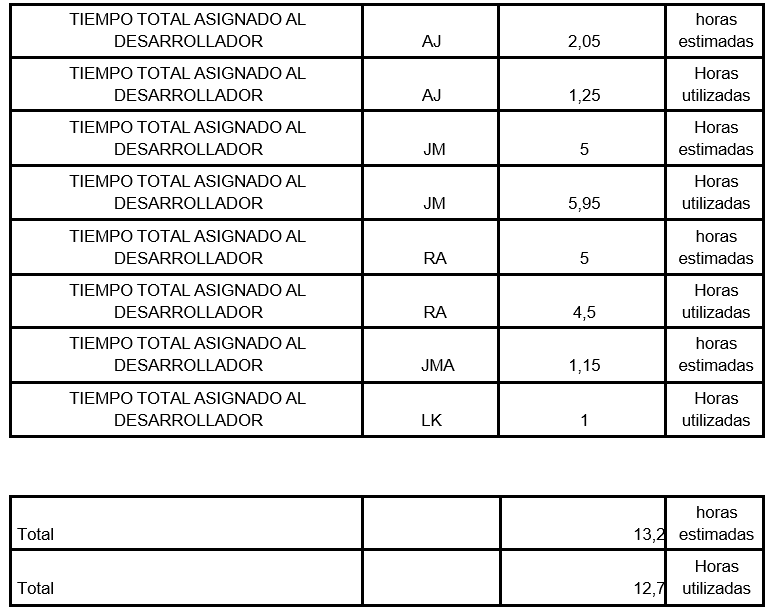 TIEMPO TOTAL ASIGNADO AL DESARROLLADOR AJ 2,05 horas estimadas
TIEMPO TOTAL ASIGNADO AL DESARROLLADOR AJ 1,25 Horas utilizadas
TIEMPO TOTAL ASIGNADO AL DESARROLLADOR JM 5 Horas estimadas
TIEMPO TOTAL ASIGNADO AL DESARROLLADOR JM 5,95 Horas utilizadas
TIEMPO TOTAL ASIGNADO AL DESARROLLADOR RA 5 horas estimadas
TIEMPO TOTAL ASIGNADO AL DESARROLLADOR RA 4,5 Horas utilizadas
TIEMPO TOTAL ASIGNADO AL DESARROLLADOR JMA 1,15 horas estimadas
TIEMPO TOTAL ASIGNADO AL DESARROLLADOR LK 1 Horas utilizadas
Total 13,2 horas estimadas
Total 12,7 Horas utilizadas